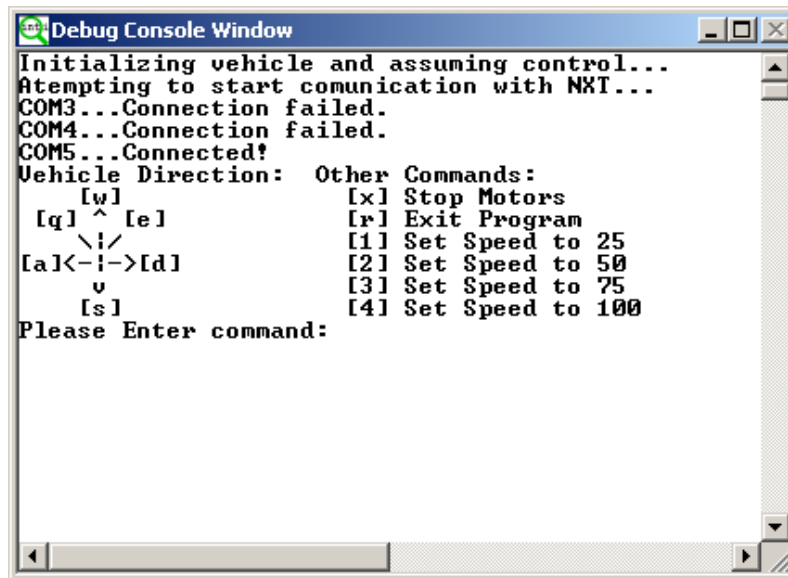 Debug Console Window
Initializing vehicle and assuming control...
Atempting to start comunication with NXT...
COM3...Connection failed.
COM4...Connection failed.
COM5...Connected!
Vehicle Direction:  Other Commands:
    [w]               [x] Stop Motors
 [q] ^ [e]            [r] Exit Program
    \¦/               [1] Set Speed to 25
[a]<-¦->[d]           [2] Set Speed to 50
     v                [3] Set Speed to 75
    [s]               [4] Set Speed to 100
Please Enter command: